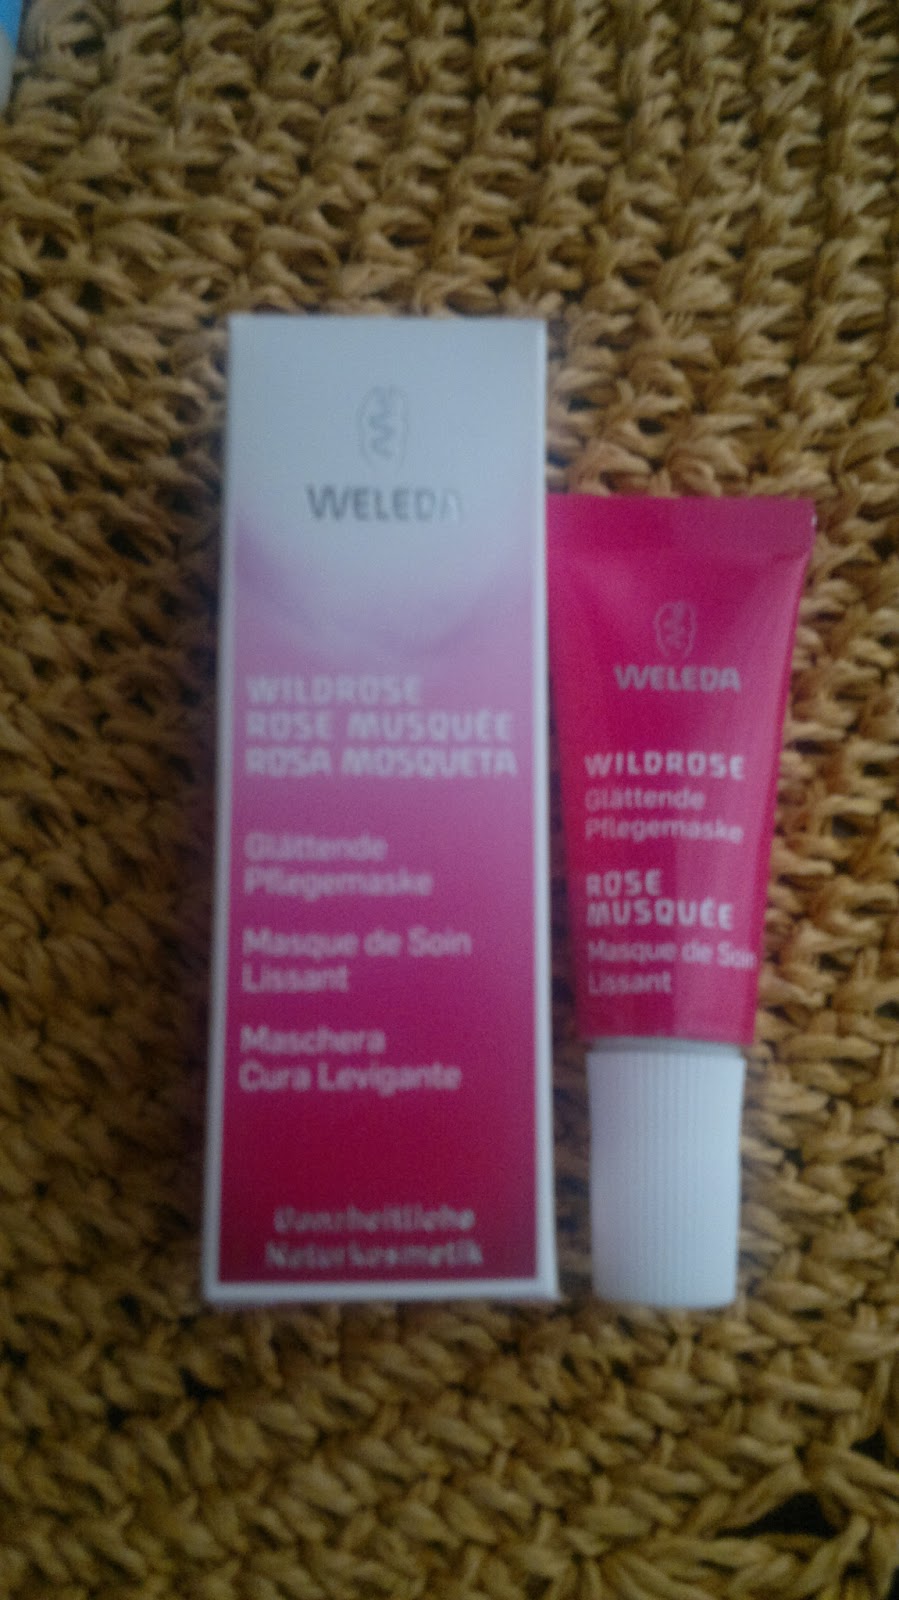 WELEDA
WILDROSE
ROSE MUSQUÉE
ROSA MOSQUETA
Glättende
Pflegemaske
Masque de Soin
Lissant
Maschera
Cura Levigante
Ganzheitliche
Naturkosmetik
WELEDA
WILDROSE
Glättende
Pflegemaske
ROSE
MUSQUÉE
Masque de Soin
Lissant